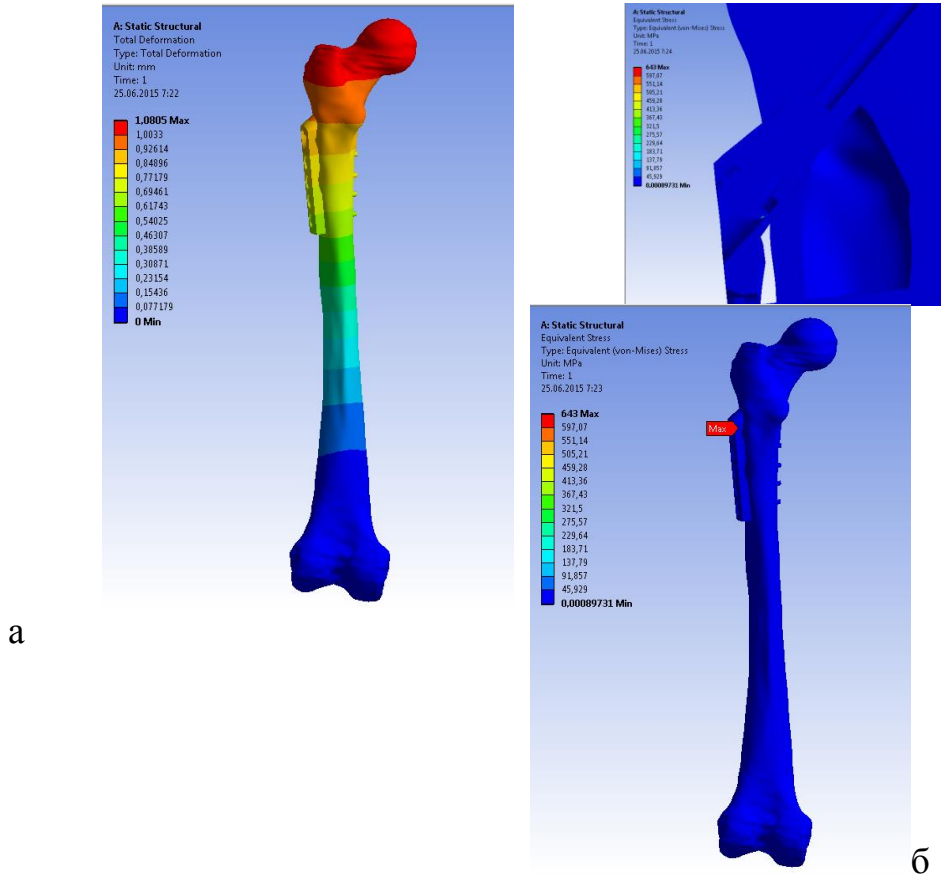 A: Static Structural
Total Deformation
Type: Total Deformation
Unit: mm
Time: 1
25.06.2015 7:22
1,0805 Max
1,0033
0,92614
0,84896
0,77179
0,69461
0,61743
0,54025
0,46307
0,38589
0,30871
0,23154
0,15436
0,077179
0 Min
а
A: Static Structural
Equivalent Stress
Type: Equivalent (von-Mises) Stress
Unit: MPa
Time: 1
25.06.2015 7:24
643 Max
597,07
551,14
505,21
459,28
413,36
367,43
321,5
275,57
229,64
183,71
137,79
91,857
45,929
0,00089731 Min
A: Static Structural
Equivalent Stress
Type: Equivalent (von-Mises) Stress
Unit: MPa
Time: 1
25.06.2015 7:23
643 Max
597,07
551,14
505,21
459,28
413,36
367,43
321,5
275,57
229,64
183,71
137,79
91,857
45,929
0,00089731 Min
Max
б